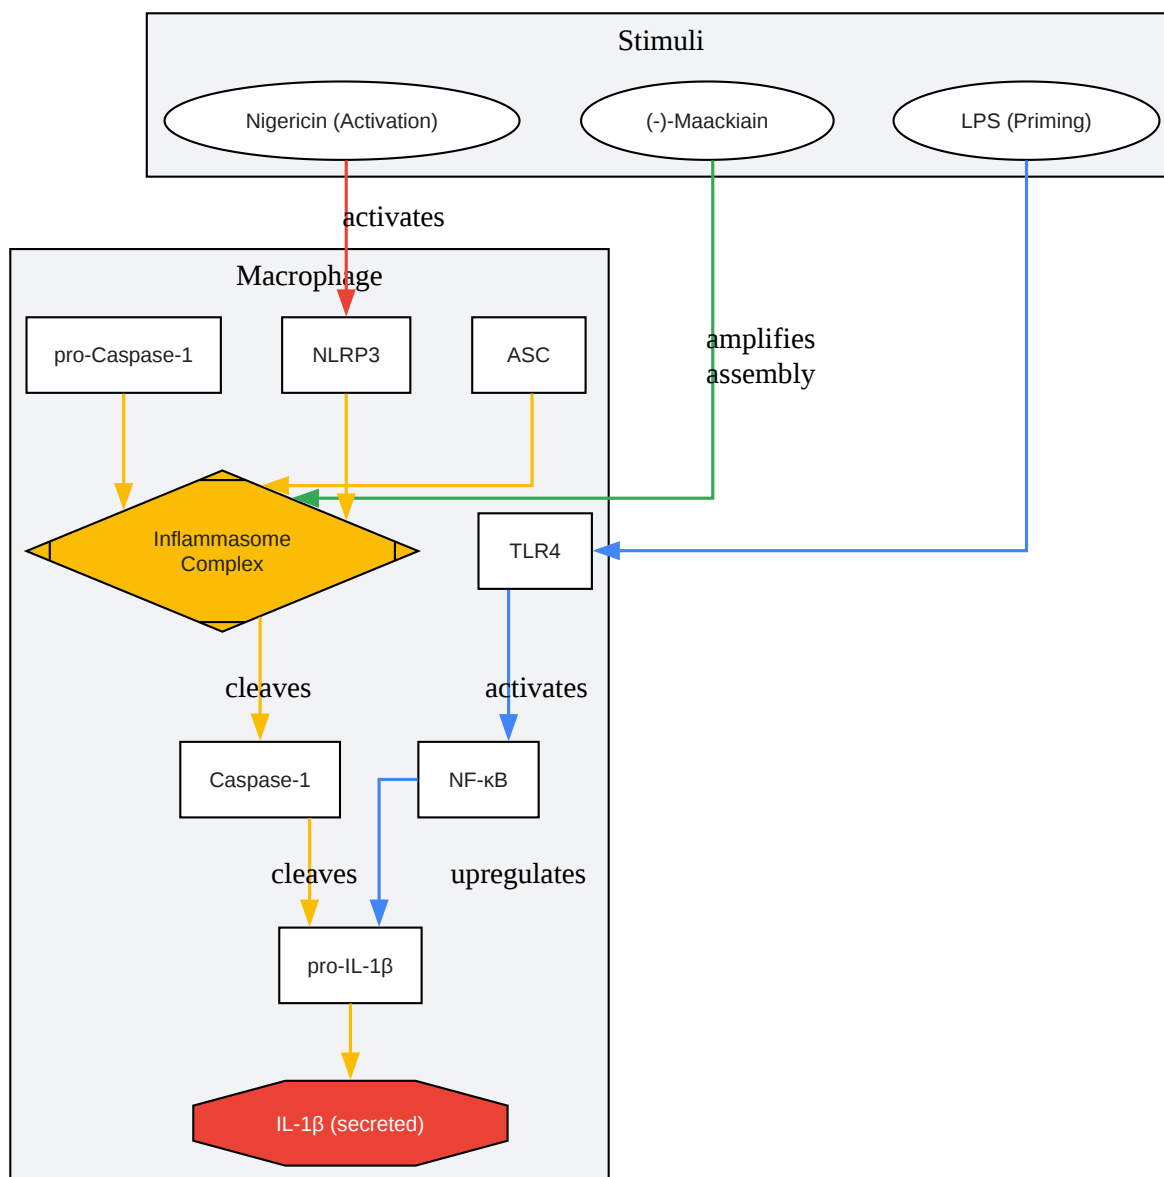 Stimuli
Nigericin (Activation)
(-)-Maackiain
LPS (Priming)
activates
Macrophage
pro-Caspase-1
NLRP3
ASC
amplifies
assembly
Inflammasome
Complex
TLR4
cleaves
activates
Caspase-1
NF-κB
cleaves
upregulates
pro-IL-1β
IL-1β (secreted)